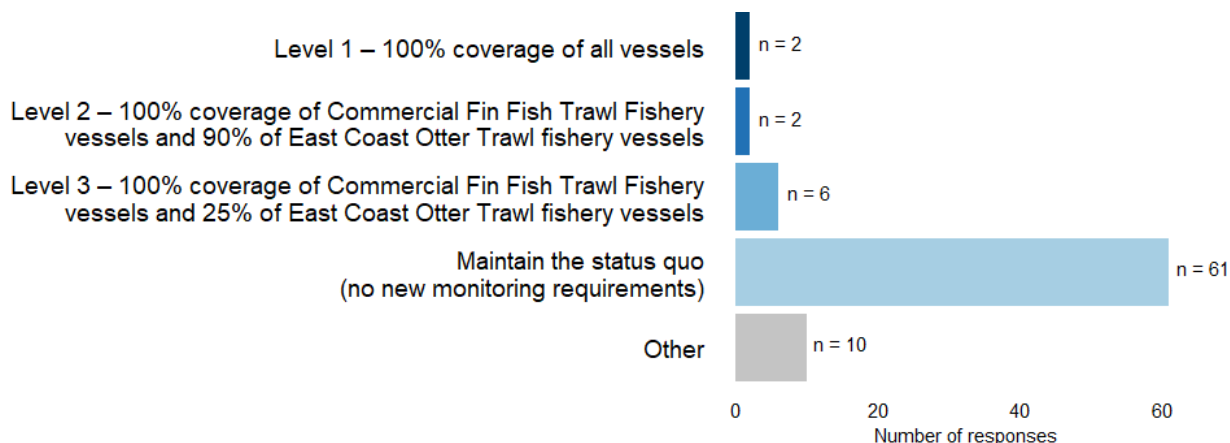 Level 1 – 100% coverage of all vessels
n = 2
Level 2 – 100% coverage of Commercial Fin Fish Trawl Fishery
vessels and 90% of East Coast Otter Trawl fishery vessels
n = 2
Level 3 – 100% coverage of Commercial Fin Fish Trawl Fishery
vessels and 25% of East Coast Otter Trawl fishery vessels
n = 6
Maintain the status quo
(no new monitoring requirements)
n = 61
Other
n = 10
0 20 40 60
Number of responses